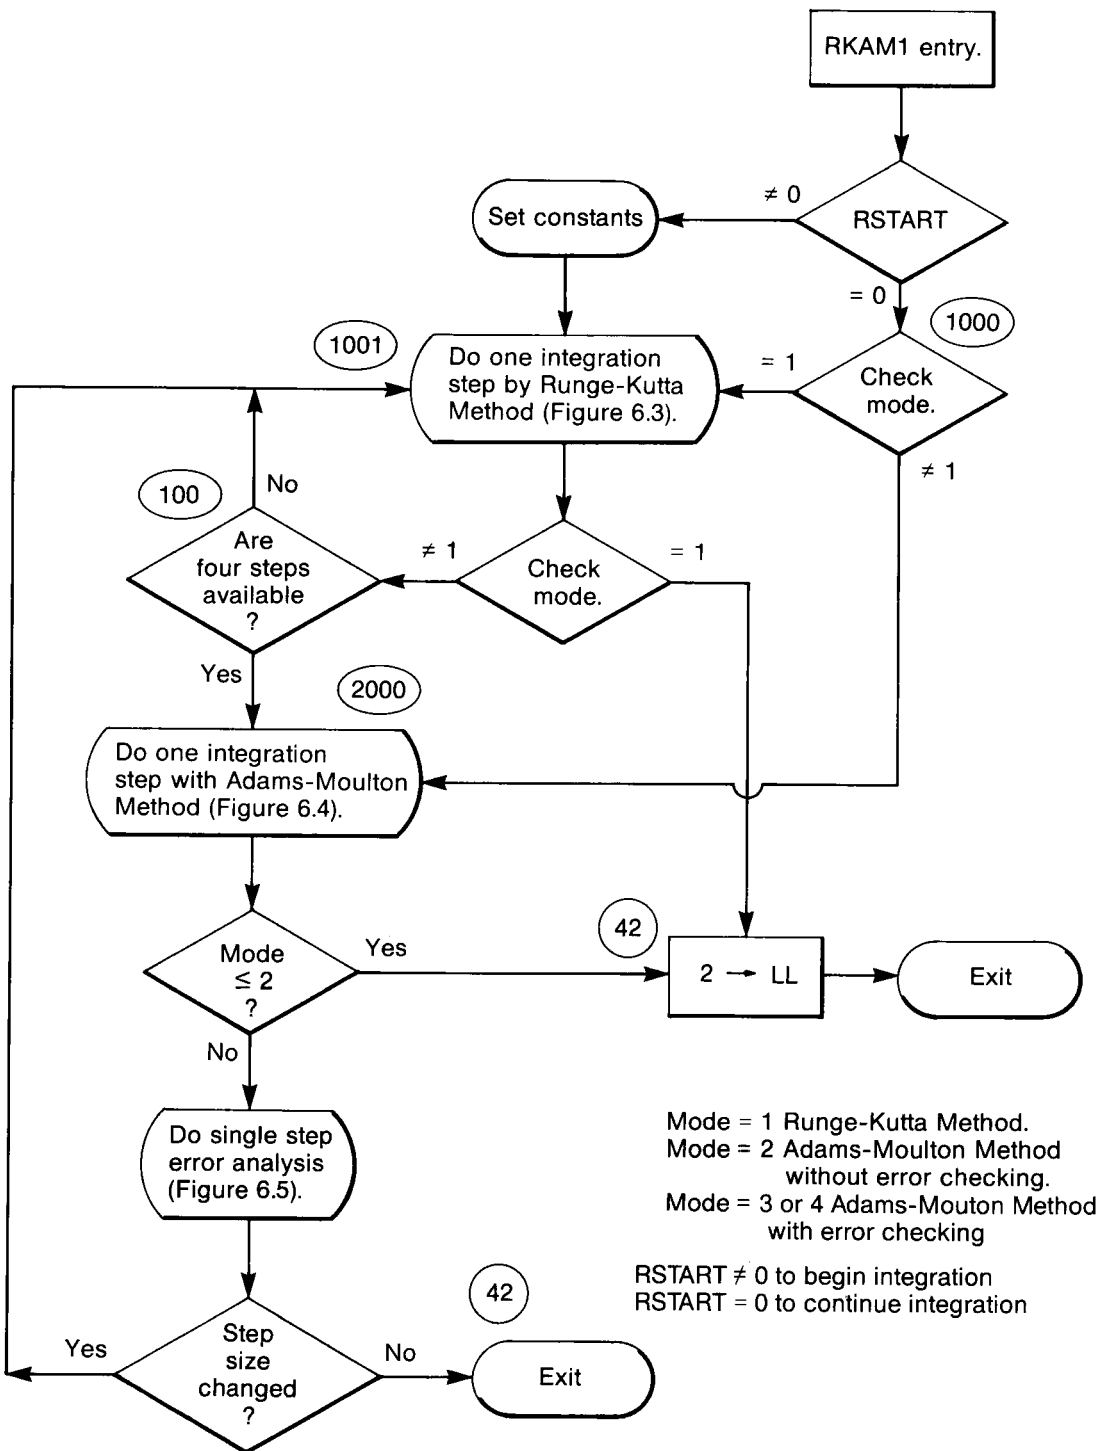 RKAM1 entry.
≠ 0
Set constants
RSTART
= 0
1000
1001
Do one integration
step by Runge-Kutta
Method (Figure 6.3).
= 1
Check
mode.
≠ 1
100
No
Are
four steps
available
?
≠ 1
Check
mode.
= 1
Yes
2000
Do one integration
step with Adams-Moulton
Method (Figure 6.4).
Mode
≤ 2
?
Yes
42
2 → LL
Exit
No
Do single step
error analysis
(Figure 6.5).
Mode = 1 Runge-Kutta Method.
Mode = 2 Adams-Moulton Method
without error checking.
Mode = 3 or 4 Adams-Mouton Method
with error checking
RSTART ≠ 0 to begin integration
RSTART = 0 to continue integration
42
Yes
Step
size
changed
?
No
Exit